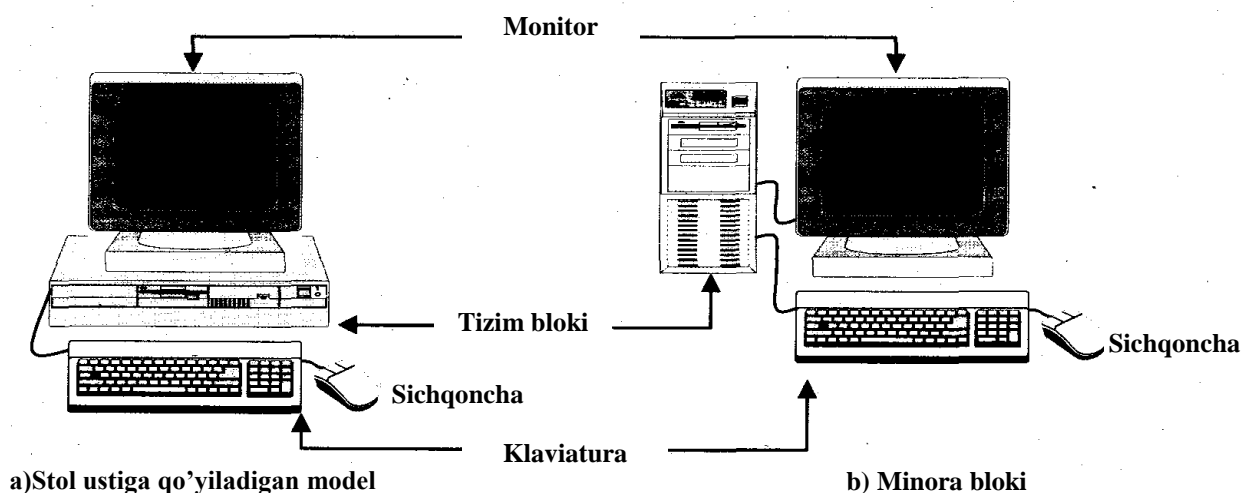 Monitor
Tizim bloki
Sichqoncha
Sichqoncha
Klaviatura
a)Stol ustiga qo’yiladigan model
b) Minora bloki